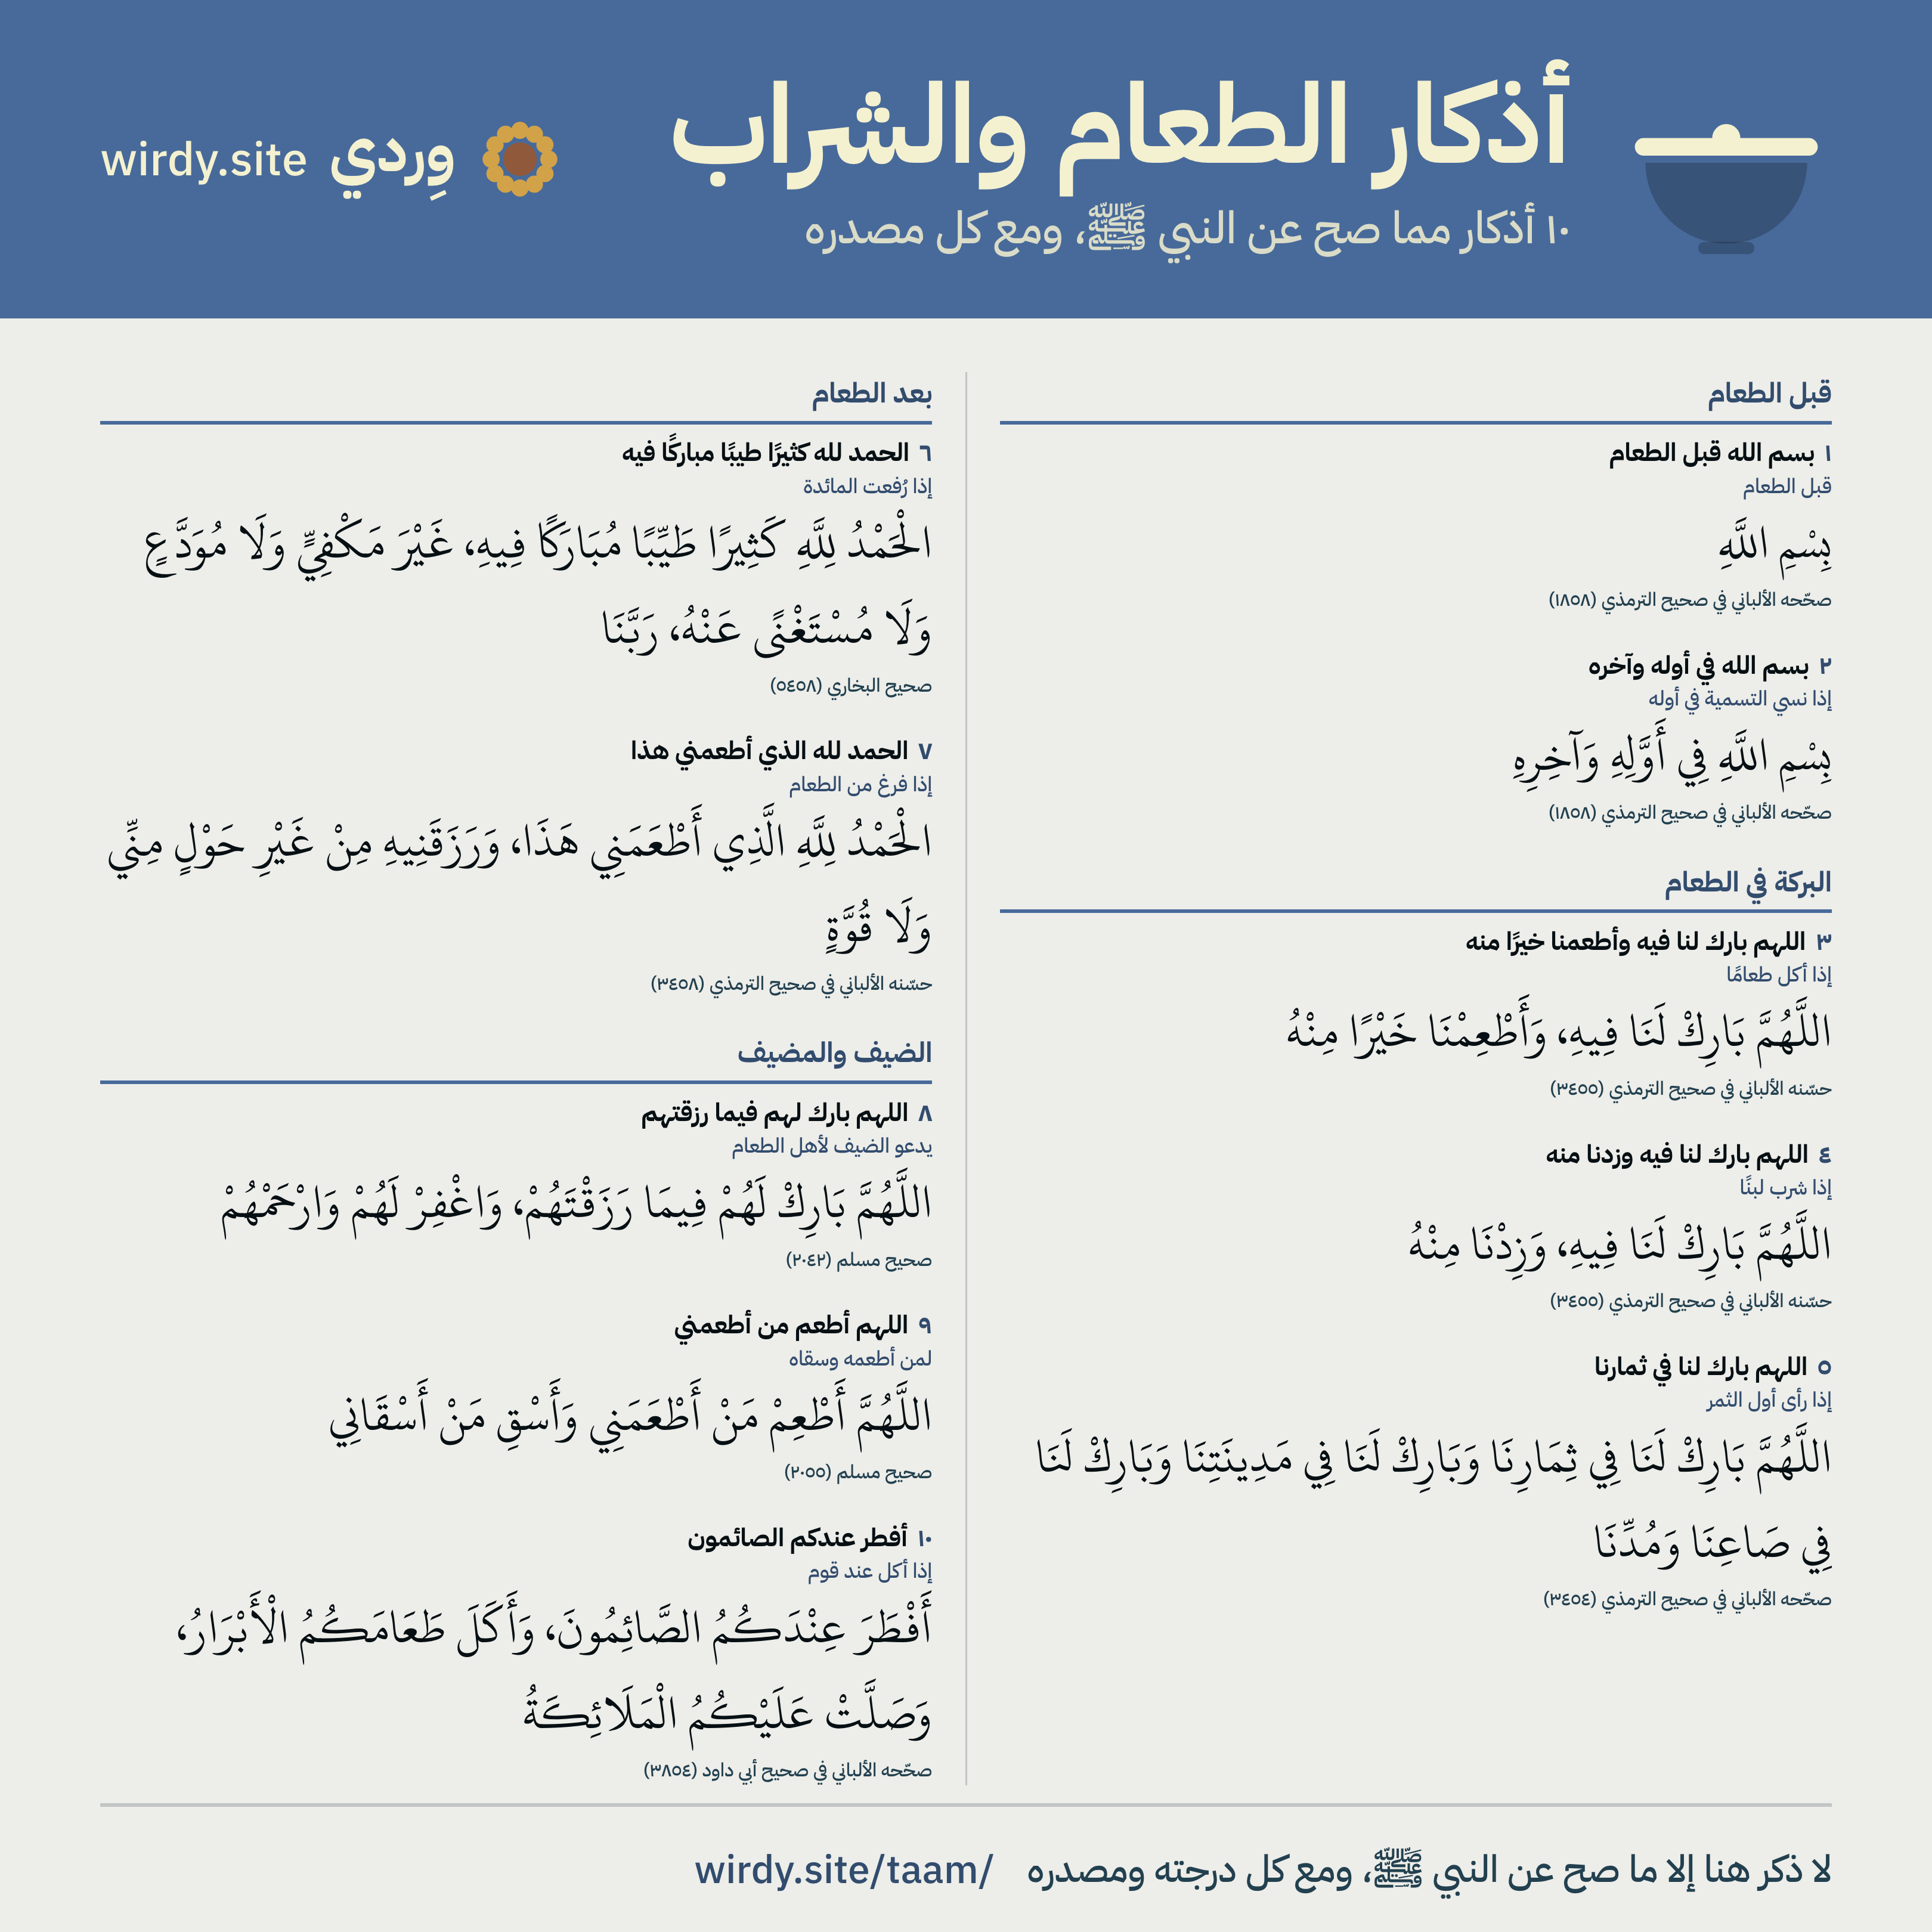 أذكار الطعام والشراب
١٠ أذكار مما صح عن النبي ﷺ، ومع كل مصدره
وِردي wirdy.site
قبل الطعام
١ بسم الله قبل الطعام
قبل الطعام
بِسْمِ اللَّهِ
صحّحه الألباني في صحيح الترمذي (١٨٥٨)
٢ بسم الله في أوله وآخره
إذا نسي التسمية في أوله
بِسْمِ اللَّهِ فِي أَوَّلِهِ وَآخِرِهِ
صحّحه الألباني في صحيح الترمذي (١٨٥٨)
البركة في الطعام
٣ اللهم بارك لنا فيه وأطعمنا خيرًا منه
إذا أكل طعامًا
اللَّهُمَّ بَارِكْ لَنَا فِيهِ، وَأَطْعِمْنَا خَيْرًا مِنْهُ
حسّنه الألباني في صحيح الترمذي (٣٤٥٥)
٤ اللهم بارك لنا فيه وزدنا منه
إذا شرب لبنًا
اللَّهُمَّ بَارِكْ لَنَا فِيهِ، وَزِدْنَا مِنْهُ
حسّنه الألباني في صحيح الترمذي (٣٤٥٥)
٥ اللهم بارك لنا في ثمارنا
إذا رأى أول الثمر
اللَّهُمَّ بَارِكْ لَنَا فِي ثِمَارِنَا وَبَارِكْ لَنَا فِي مَدِينَتِنَا وَبَارِكْ لَنَا
فِي صَاعِنَا وَمُدِّنَا
صحّحه الألباني في صحيح الترمذي (٣٤٥٤)
بعد الطعام
٦ الحمد لله كثيرًا طيبًا مباركًا فيه
إذا رُفعت المائدة
الْحَمْدُ لِلَّهِ كَثِيرًا طَيِّبًا مُبَارَكًا فِيهِ، غَيْرَ مَكْفِيٍّ وَلَا مُوَدَّعٍ
وَلَا مُسْتَغْنًى عَنْهُ، رَبَّنَا
صحيح البخاري (٥٤٥٨)
٧ الحمد لله الذي أطعمني هذا
إذا فرغ من الطعام
الْحَمْدُ لِلَّهِ الَّذِي أَطْعَمَنِي هَذَا، وَرَزَقَنِيهِ مِنْ غَيْرِ حَوْلٍ مِنِّي
وَلَا قُوَّةٍ
حسّنه الألباني في صحيح الترمذي (٣٤٥٨)
الضيف والمضيف
٨ اللهم بارك لهم فيما رزقتهم
يدعو الضيف لأهل الطعام
اللَّهُمَّ بَارِكْ لَهُمْ فِيمَا رَزَقْتَهُمْ، وَاغْفِرْ لَهُمْ وَارْحَمْهُمْ
صحيح مسلم (٢٠٤٢)
٩ اللهم أطعم من أطعمني
لمن أطعمه وسقاه
اللَّهُمَّ أَطْعِمْ مَنْ أَطْعَمَنِي وَأَسْقِ مَنْ أَسْقَانِي
صحيح مسلم (٢٠٥٥)
١٠ أفطر عندكم الصائمون
إذا أكل عند قوم
أَفْطَرَ عِنْدَكُمُ الصَّائِمُونَ، وَأَكَلَ طَعَامَكُمُ الْأَبْرَارُ،
وَصَلَّتْ عَلَيْكُمُ الْمَلَائِكَةُ
صحّحه الألباني في صحيح أبي داود (٣٨٥٤)
لا ذكر هنا إلا ما صح عن النبي ﷺ، ومع كل درجته ومصدره wirdy.site/taam/